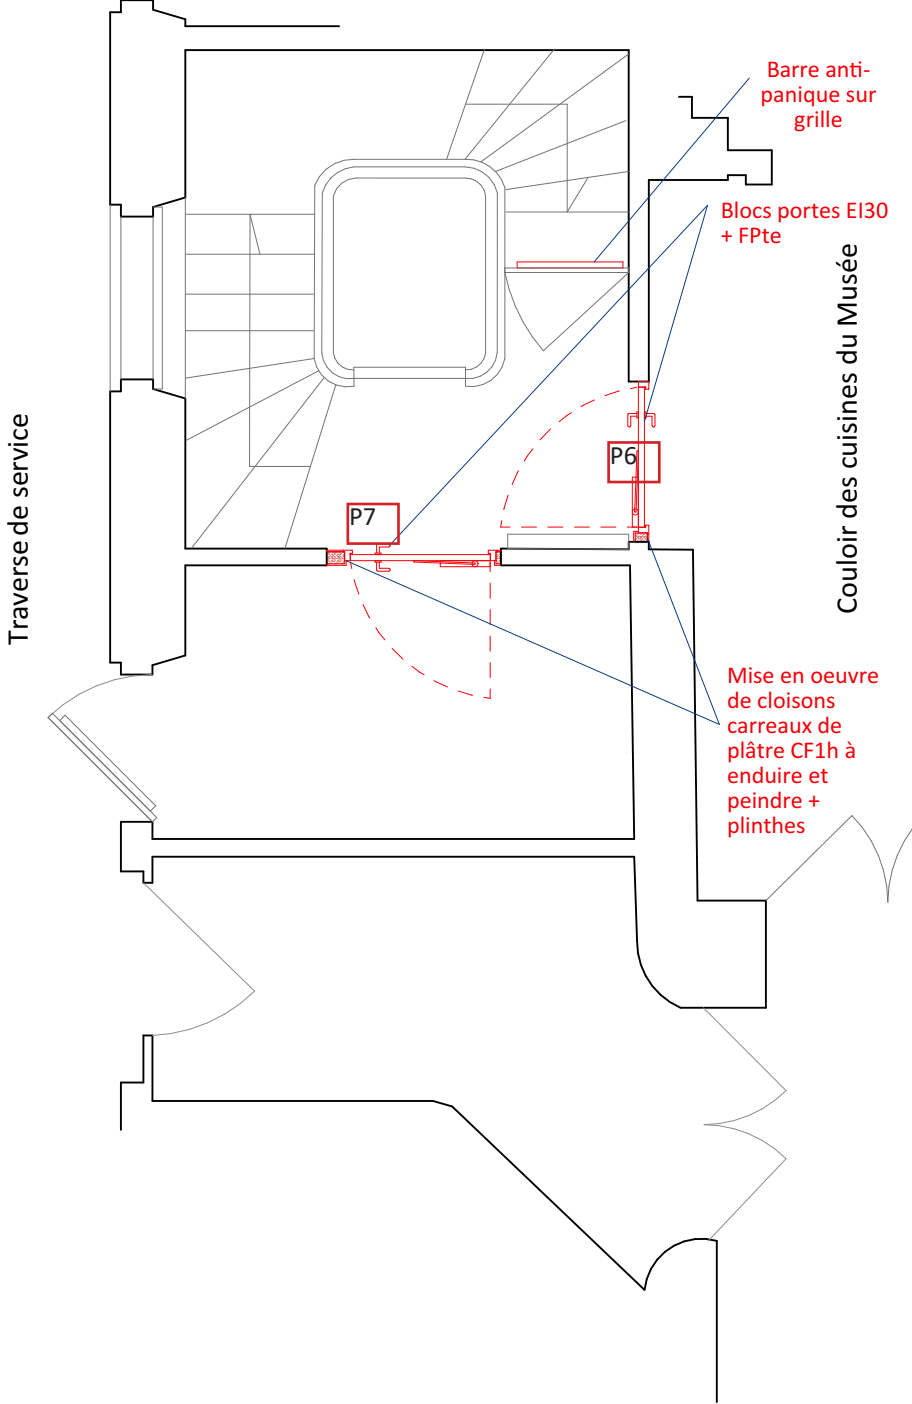 Barre anti-
panique sur
grille
Blocs portes EI30
+ FPte
Couloir des cuisines du Musée
Traverse de service
P6
P7
Mise en oeuvre
de cloisons
carreaux de
plâtre CF1h à
enduire et
peindre +
plinthes